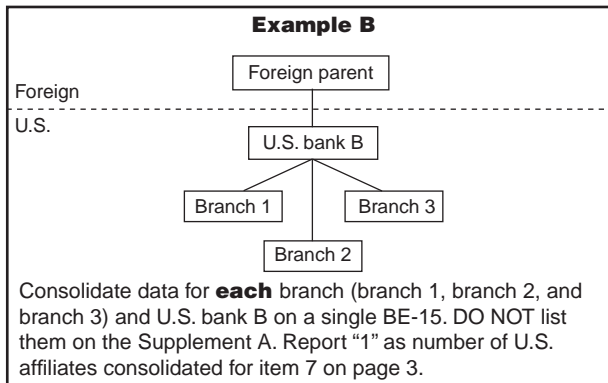 Example B
Foreign parent
Foreign
U.S.
U.S. bank B
Branch 1
Branch 3
Branch 2
Consolidate data for each branch (branch 1, branch 2, and
branch 3) and U.S. bank B on a single BE-15. DO NOT list
them on the Supplement A. Report “1” as number of U.S.
affiliates consolidated for item 7 on page 3.